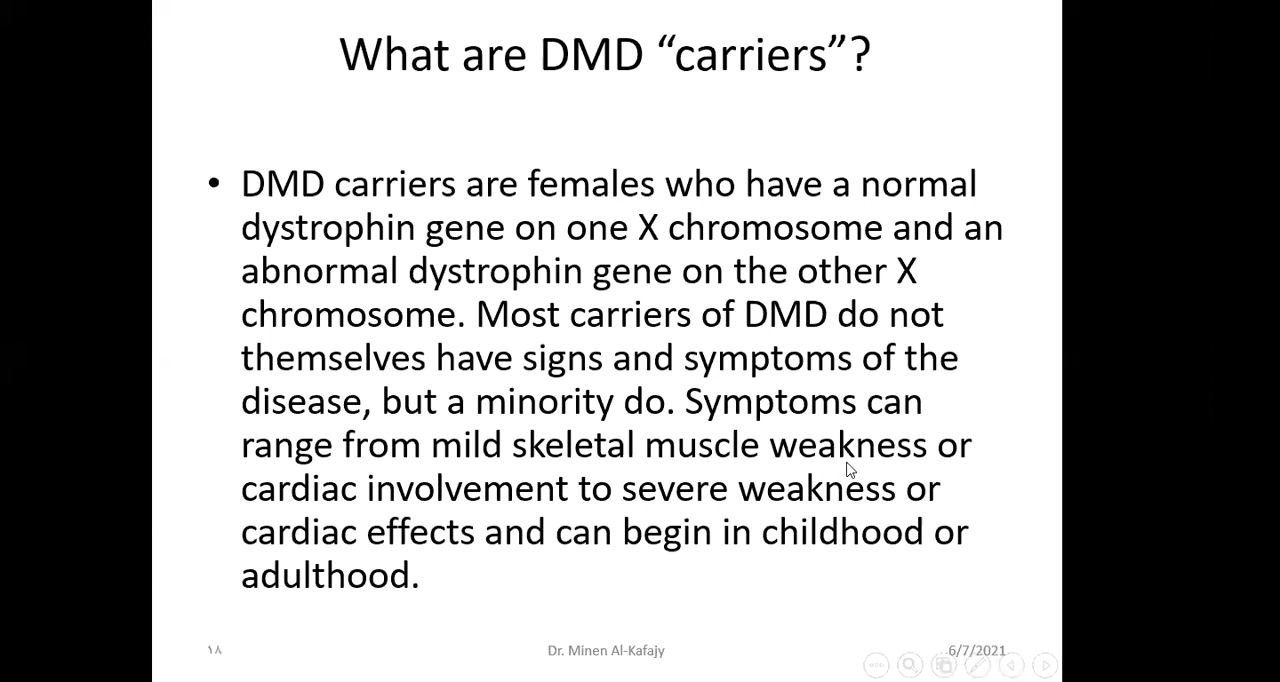 What are DMD “carriers”?
• DMD carriers are females who have a normal
dystrophin gene on one X chromosome and an
abnormal dystrophin gene on the other X
chromosome. Most carriers of DMD do not
themselves have signs and symptoms of the
disease, but a minority do. Symptoms can
range from mild skeletal muscle weakness or
cardiac involvement to severe weakness or
cardiac effects and can begin in childhood or
adulthood.
١٨
Dr. Minen Al-Kafajy
6/7/2021